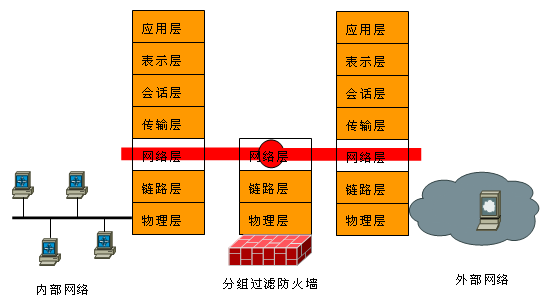 应用层
表示层
会话层
传输层
网络层
链路层
物理层
网络层
链路层
物理层
应用层
表示层
会话层
传输层
网络层
链路层
物理层
内部网络
分组过滤防火墙
外部网络